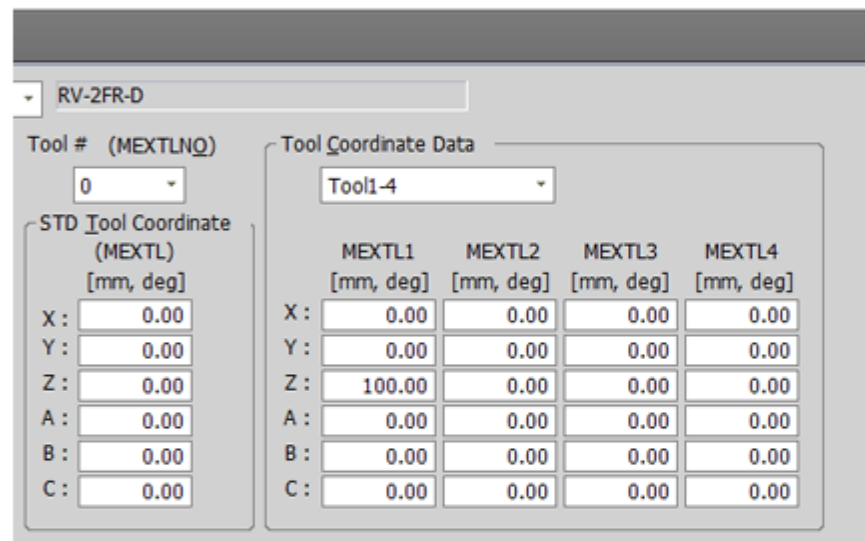 RV-2FR-D
Tool # (MEXTLNO) Tool Coordinate Data
0 Tool1-4
STD Tool Coordinate
(MEXTL) MEXTL1 MEXTL2 MEXTL3 MEXTL4
[mm, deg] [mm, deg] [mm, deg] [mm, deg] [mm, deg]
X : 0.00 X : 0.00 0.00 0.00 0.00
Y : 0.00 Y : 0.00 0.00 0.00 0.00
Z : 0.00 Z : 100.00 0.00 0.00 0.00
A : 0.00 A : 0.00 0.00 0.00 0.00
B : 0.00 B : 0.00 0.00 0.00 0.00
C : 0.00 C : 0.00 0.00 0.00 0.00